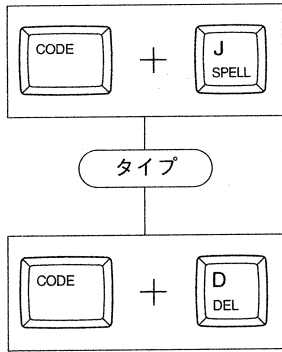 CODE + J
SPELL
タイプ
CODE + D
DEL